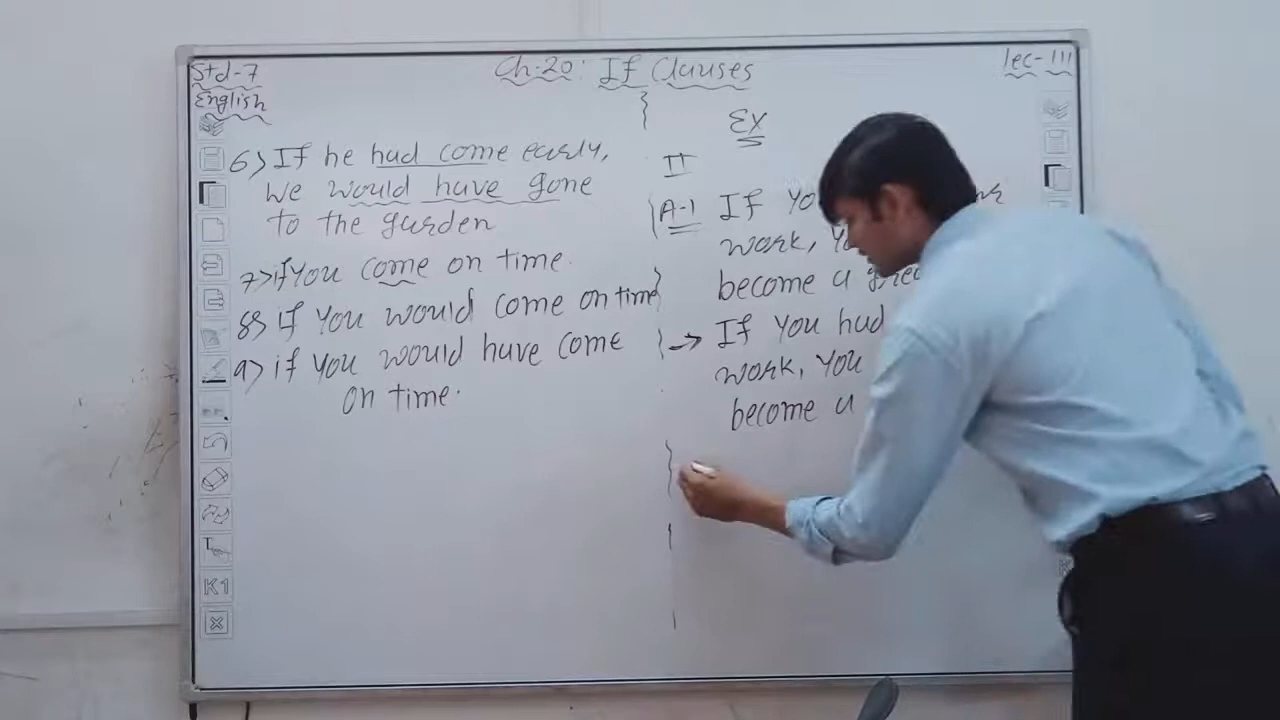 Std-7
English
Ch-20: If Clauses
lec-111
6> If he had come early,
we would have gone
to the garden
7> if you come on time.
8> if you would come on time
9> if you would have come
on time.
Ex
II
A-1 If
work,
become a
→ If you had
work, you
become a
T
K1